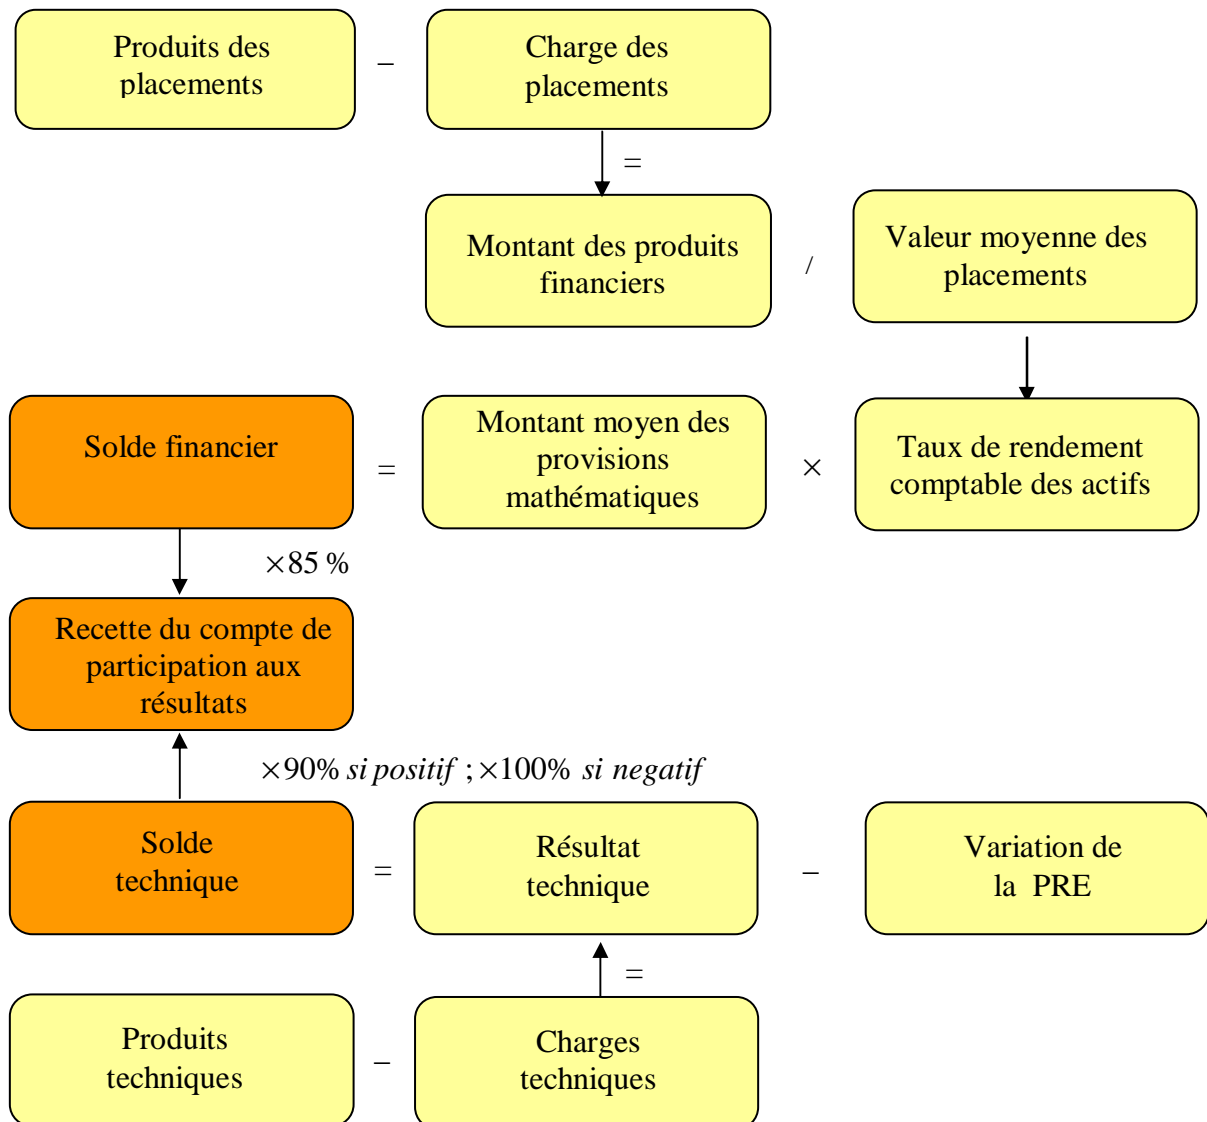 Produits des
placements
–
Charge des
placements
=
Montant des produits
financiers
/
Valeur moyenne des
placements
Solde financier
=
Montant moyen des
provisions
mathématiques
×
Taux de rendement
comptable des actifs
×85 %
Recette du compte de
participation aux
résultats
×90% si positif ; ×100% si negatif
Solde
technique
=
Résultat
technique
–
Variation de
la PRE
=
Produits
techniques
–
Charges
techniques